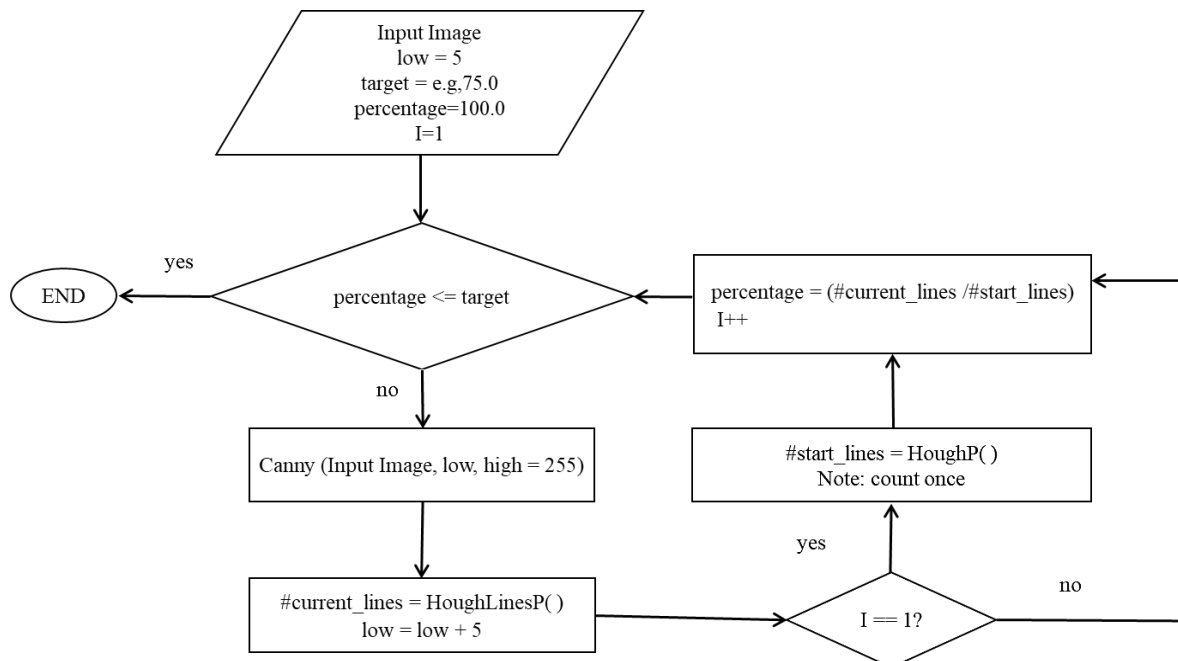 Input Image
low = 5
target = e.g,75.0
percentage=100.0
I=1
yes
END
percentage <= target
percentage = (#current_lines /#start_lines)
I++
no
Canny (Input Image, low, high = 255)
#start_lines = HoughP( )
Note: count once
yes
#current_lines = HoughLinesP( )
low = low + 5
I == 1?
no